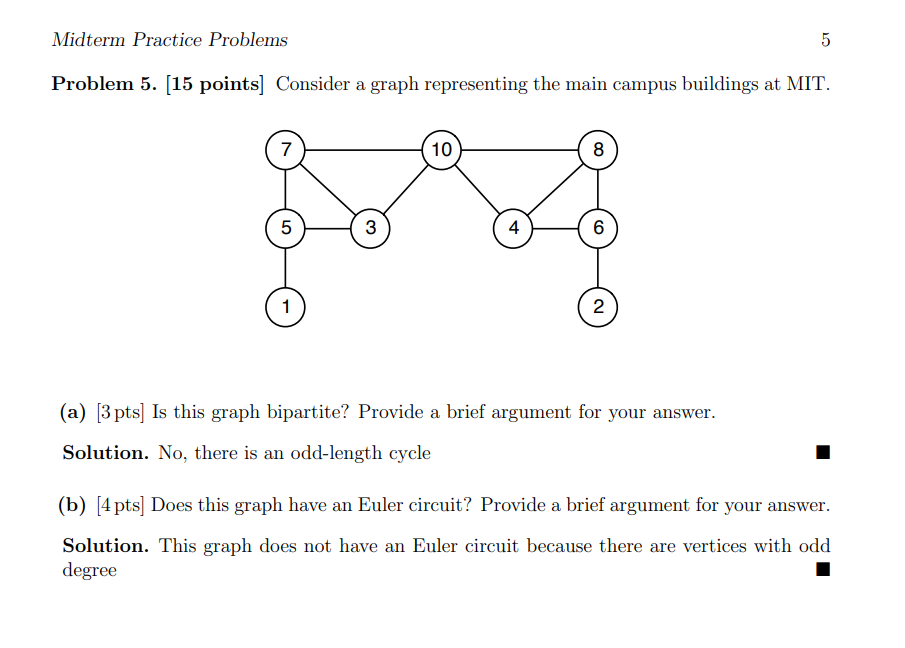 Midterm Practice Problems 5
Problem 5. [15 points] Consider a graph representing the main campus buildings at MIT.
7 10 8
5 3 4 6
1 2
(a) [3 pts] Is this graph bipartite? Provide a brief argument for your answer.
Solution. No, there is an odd-length cycle ■
(b) [4 pts] Does this graph have an Euler circuit? Provide a brief argument for your answer.
Solution. This graph does not have an Euler circuit because there are vertices with odd
degree ■